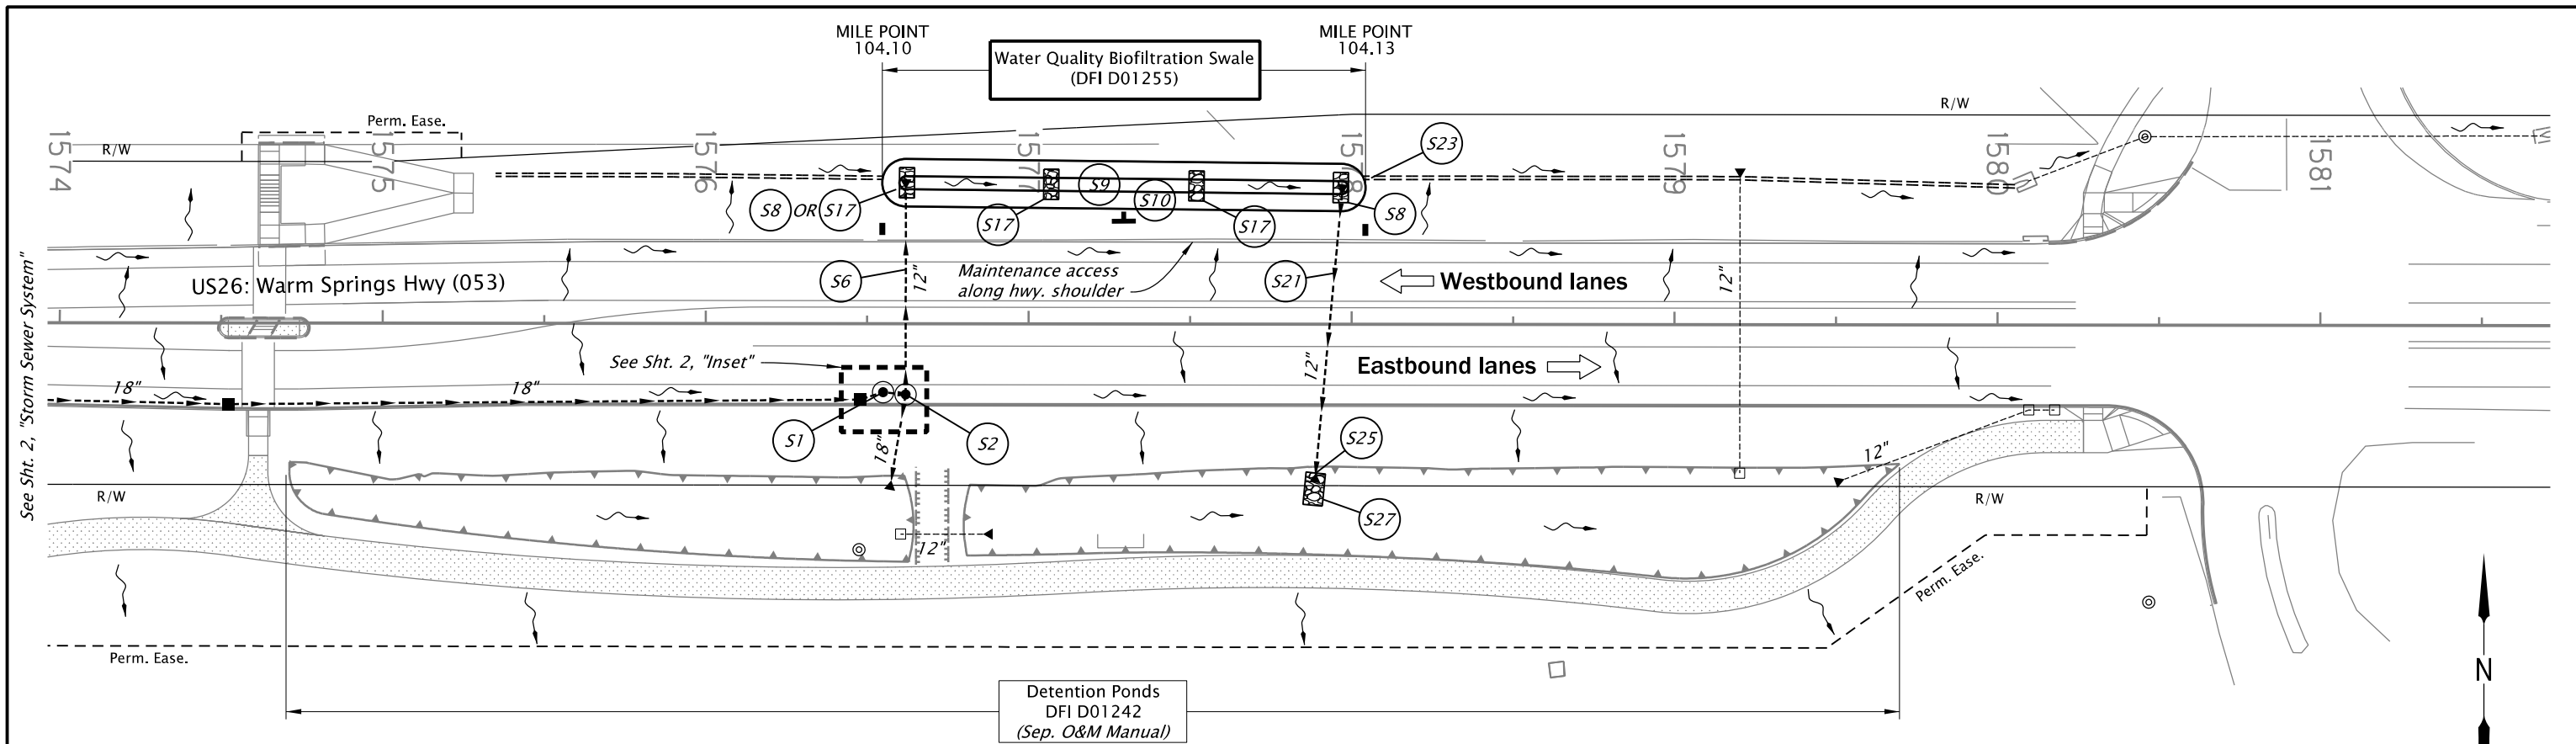 MILE POINT
104.10
MILE POINT
104.13
Water Quality Biofiltration Swale
(DFI D01255)
R/W
Perm. Ease.
R/W
1574
1575
1576
1577
1578
1579
1580
1581
S23
S9
S10
S8 OR S17
S17
S17
S8
S6
12"
Maintenance access
along hwy. shoulder
S21
Westbound lanes
12"
US26: Warm Springs Hwy (053)
See Sht. 2, "Storm Sewer System"
See Sht. 2, "Inset"
12"
Eastbound lanes
18"
18"
S1
18"
S2
S25
12"
R/W
R/W
S27
12"
Perm. Ease.
Perm. Ease.
Detention Ponds
DFI D01242
(Sep. O&M Manual)
N